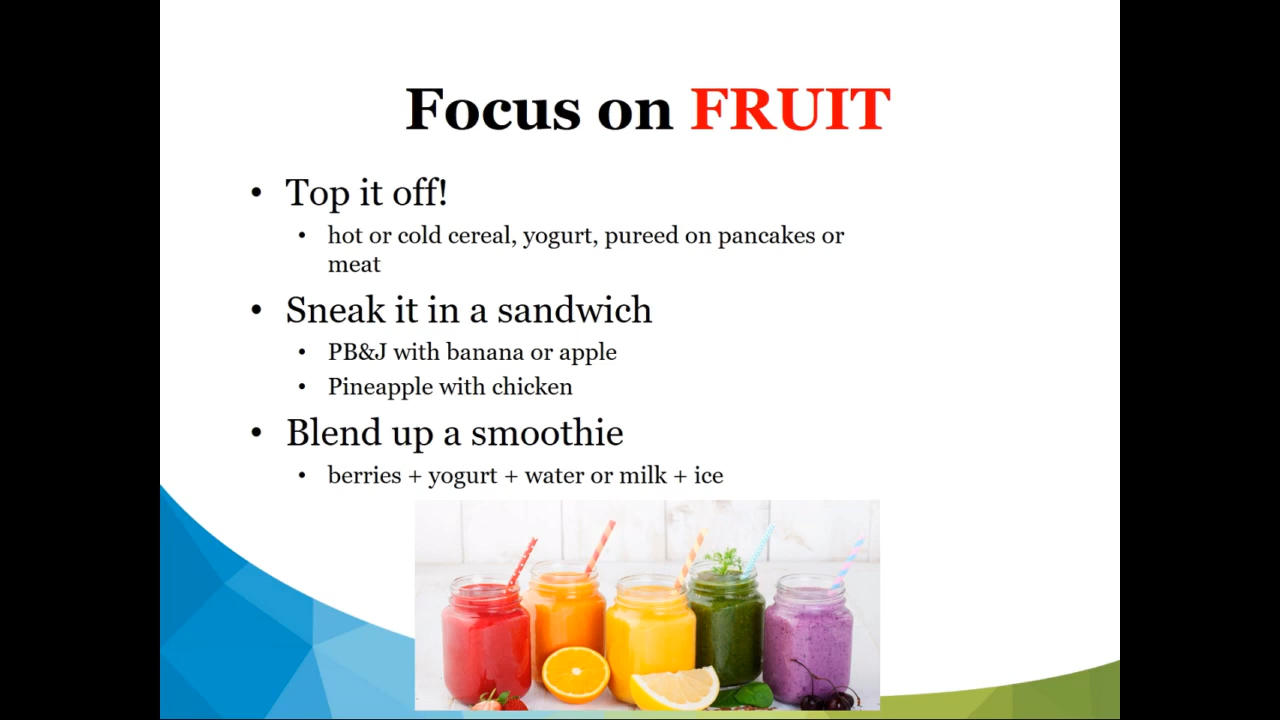 Focus on FRUIT
• Top it off!
• hot or cold cereal, yogurt, pureed on pancakes or
meat
• Sneak it in a sandwich
• PB&J with banana or apple
• Pineapple with chicken
• Blend up a smoothie
• berries + yogurt + water or milk + ice